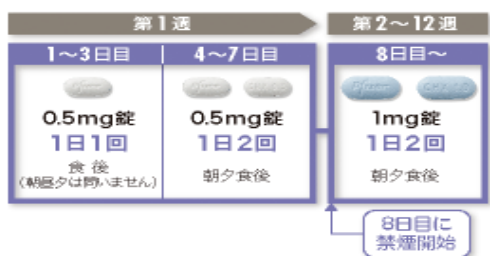 第1週
第2～12週
1～3日目
4～7日目
8日目～
Pfizer
Pfizer
Pfizer
0.5mg錠
0.5mg錠
1mg錠
1日1回
1日2回
1日2回
食後
(朝昼夕は問いません)
朝夕食後
朝夕食後
8日目に
禁煙開始